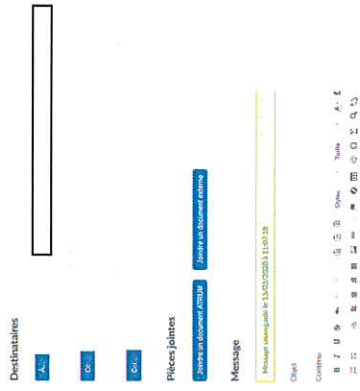 Destinataires
À...
Cc
Cci
Pièces jointes
Joindre un document ATRIUM Joindre un document externe
Message
Message sauvegardé le 13/02/2020 à 11:07:18
Objet
Contenu
B I U S Styles Taille A